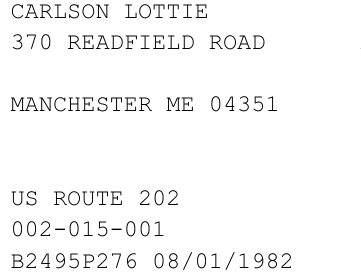 CARLSON LOTTIE
370 READFIELD ROAD
MANCHESTER ME 04351
US ROUTE 202
002-015-001
B2495P276 08/01/1982